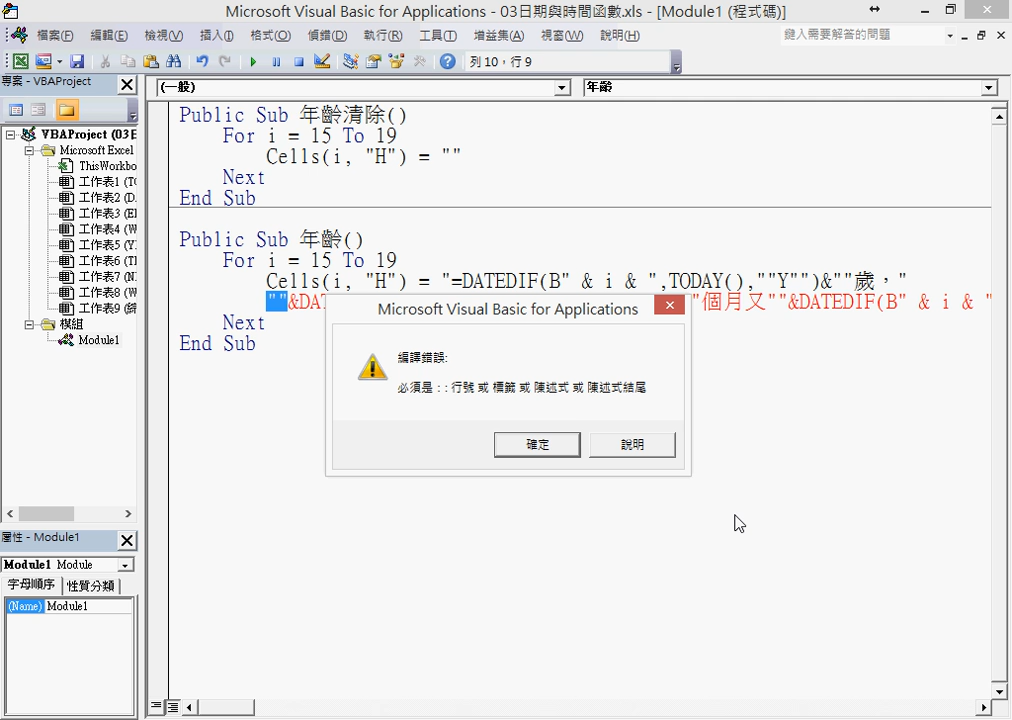 Microsoft Visual Basic for Applications - 03日期與時間函數.xls - [Module1 (程式碼)]
檔案(F) 編輯(E) 檢視(V) 插入(I) 格式(O) 偵錯(D) 執行(R) 工具(T) 增益集(A) 視窗(W) 說明(H) 鍵入需要解答的問題
列 10，行 9
專案 - VBAProject
(一般) 年齡
VBAProject (03
Microsoft Excel
ThisWorkbo
工作表1 (TO
工作表2 (D
工作表3 (EI
工作表4 (W
工作表5 (Y
工作表6 (TI
工作表7 (N
工作表8 (W
工作表9 (
模組
Module1
Public Sub 年齡清除()
For i = 15 To 19
Cells(i, "H") = ""
Next
End Sub
Public Sub 年齡()
For i = 15 To 19
Cells(i, "H") = "=DATEDIF(B" & i & ",TODAY(),""Y"")&""歲，"
""&DA "個月又""&DATEDIF(B" & i & "
Next
End Sub
Microsoft Visual Basic for Applications
編譯錯誤:
必須是: : 行號 或 標籤 或 陳述式 或 陳述式結尾
確定 說明
屬性 - Module1
Module1 Module
字母順序 性質分類
(Name) Module1